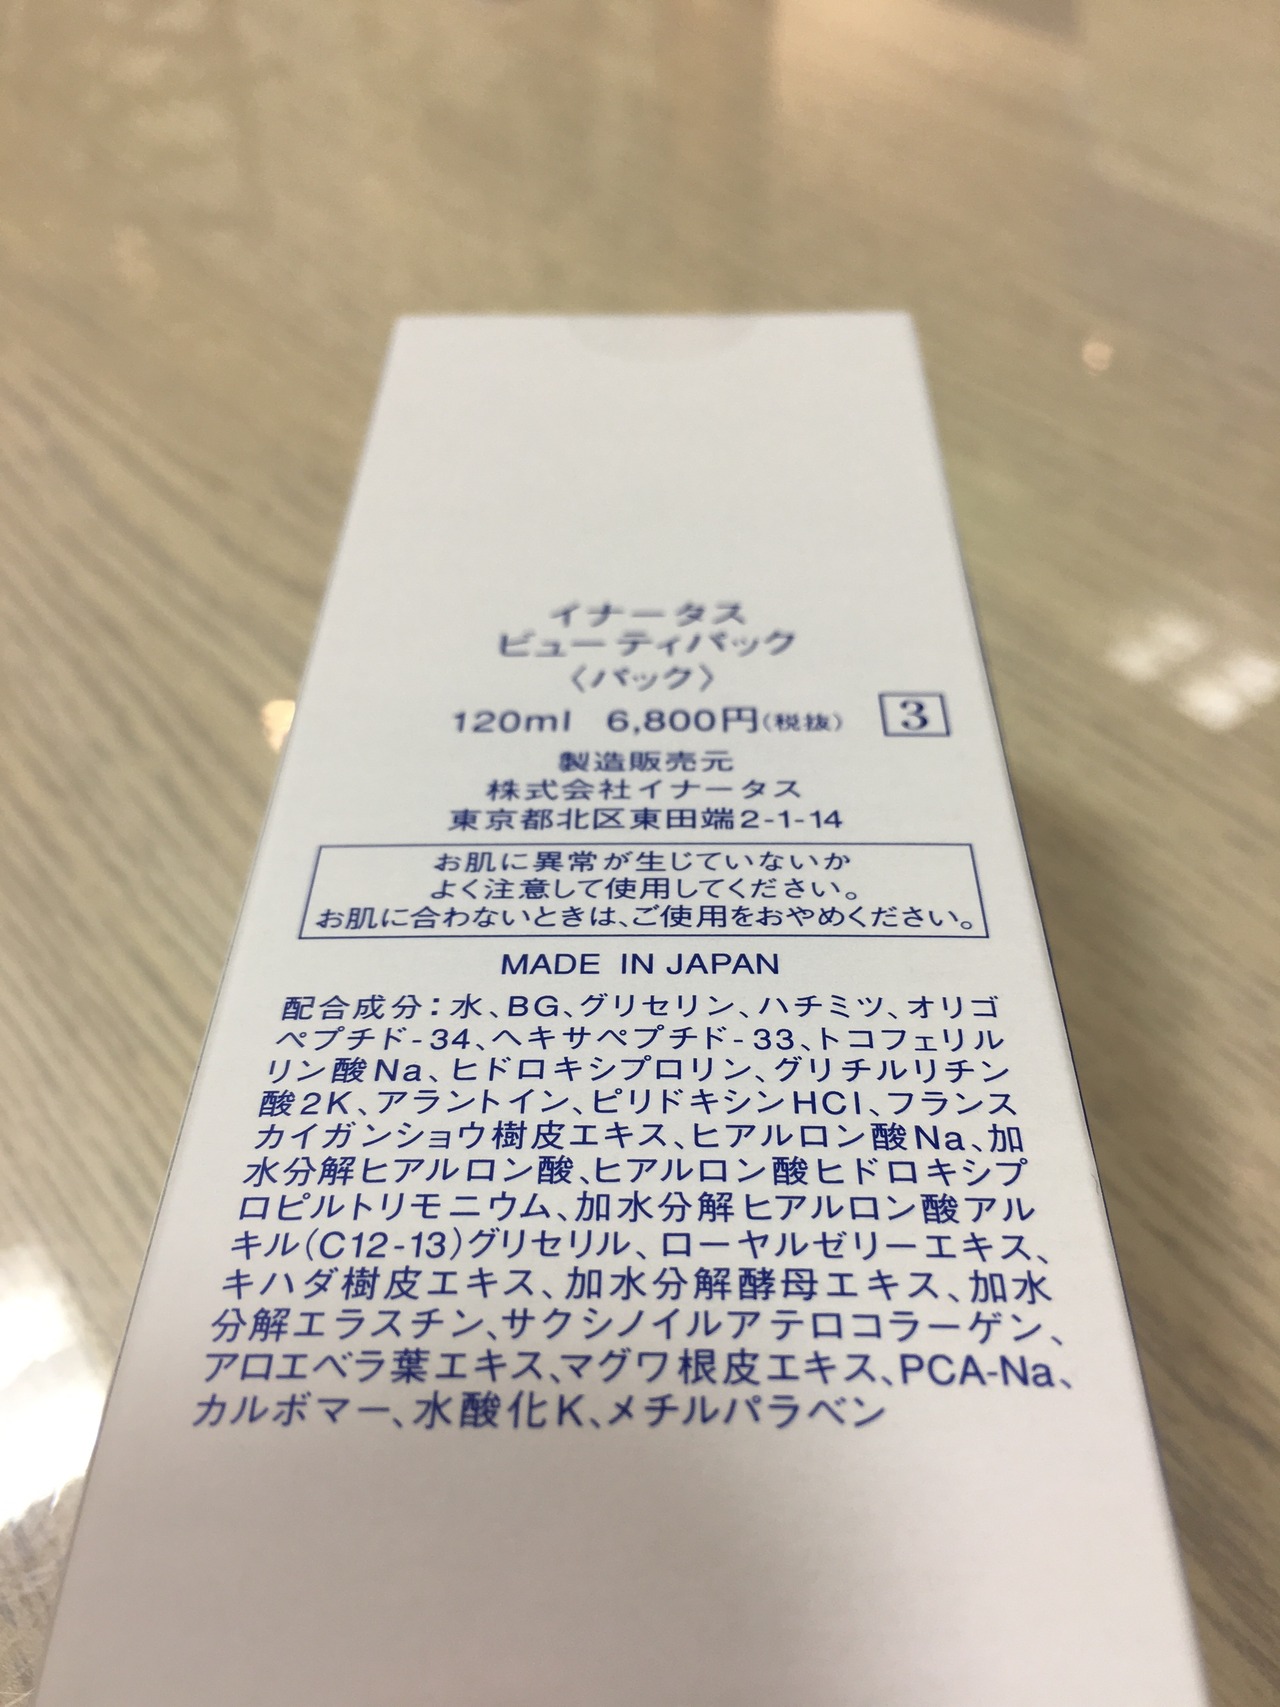 イナータス
ビューティパック
〈パック〉
120ml 6,800円(税抜) 3
製造販売元
株式会社イナータス
東京都北区東田端2-1-14
お肌に異常が生じていないか
よく注意して使用してください。
お肌に合わないときは、ご使用をおやめください。
MADE IN JAPAN
配合成分：水、BG、グリセリン、ハチミツ、オリゴ
ペプチド-34、ヘキサペプチド-33、トコフェリル
リン酸Na、ヒドロキシプロリン、グリチルリチン
酸2K、アラントイン、ピリドキシンHCl、フランス
カイガンショウ樹皮エキス、ヒアルロン酸Na、加
水分解ヒアルロン酸、ヒアルロン酸ヒドロキシプ
ロピルトリモニウム、加水分解ヒアルロン酸アル
キル(C12-13)グリセリル、ローヤルゼリーエキス、
キハダ樹皮エキス、加水分解酵母エキス、加水
分解エラスチン、サクシノイルアテロコラーゲン、
アロエベラ葉エキス、マグワ根皮エキス、PCA-Na、
カルボマー、水酸化K、メチルパラベン